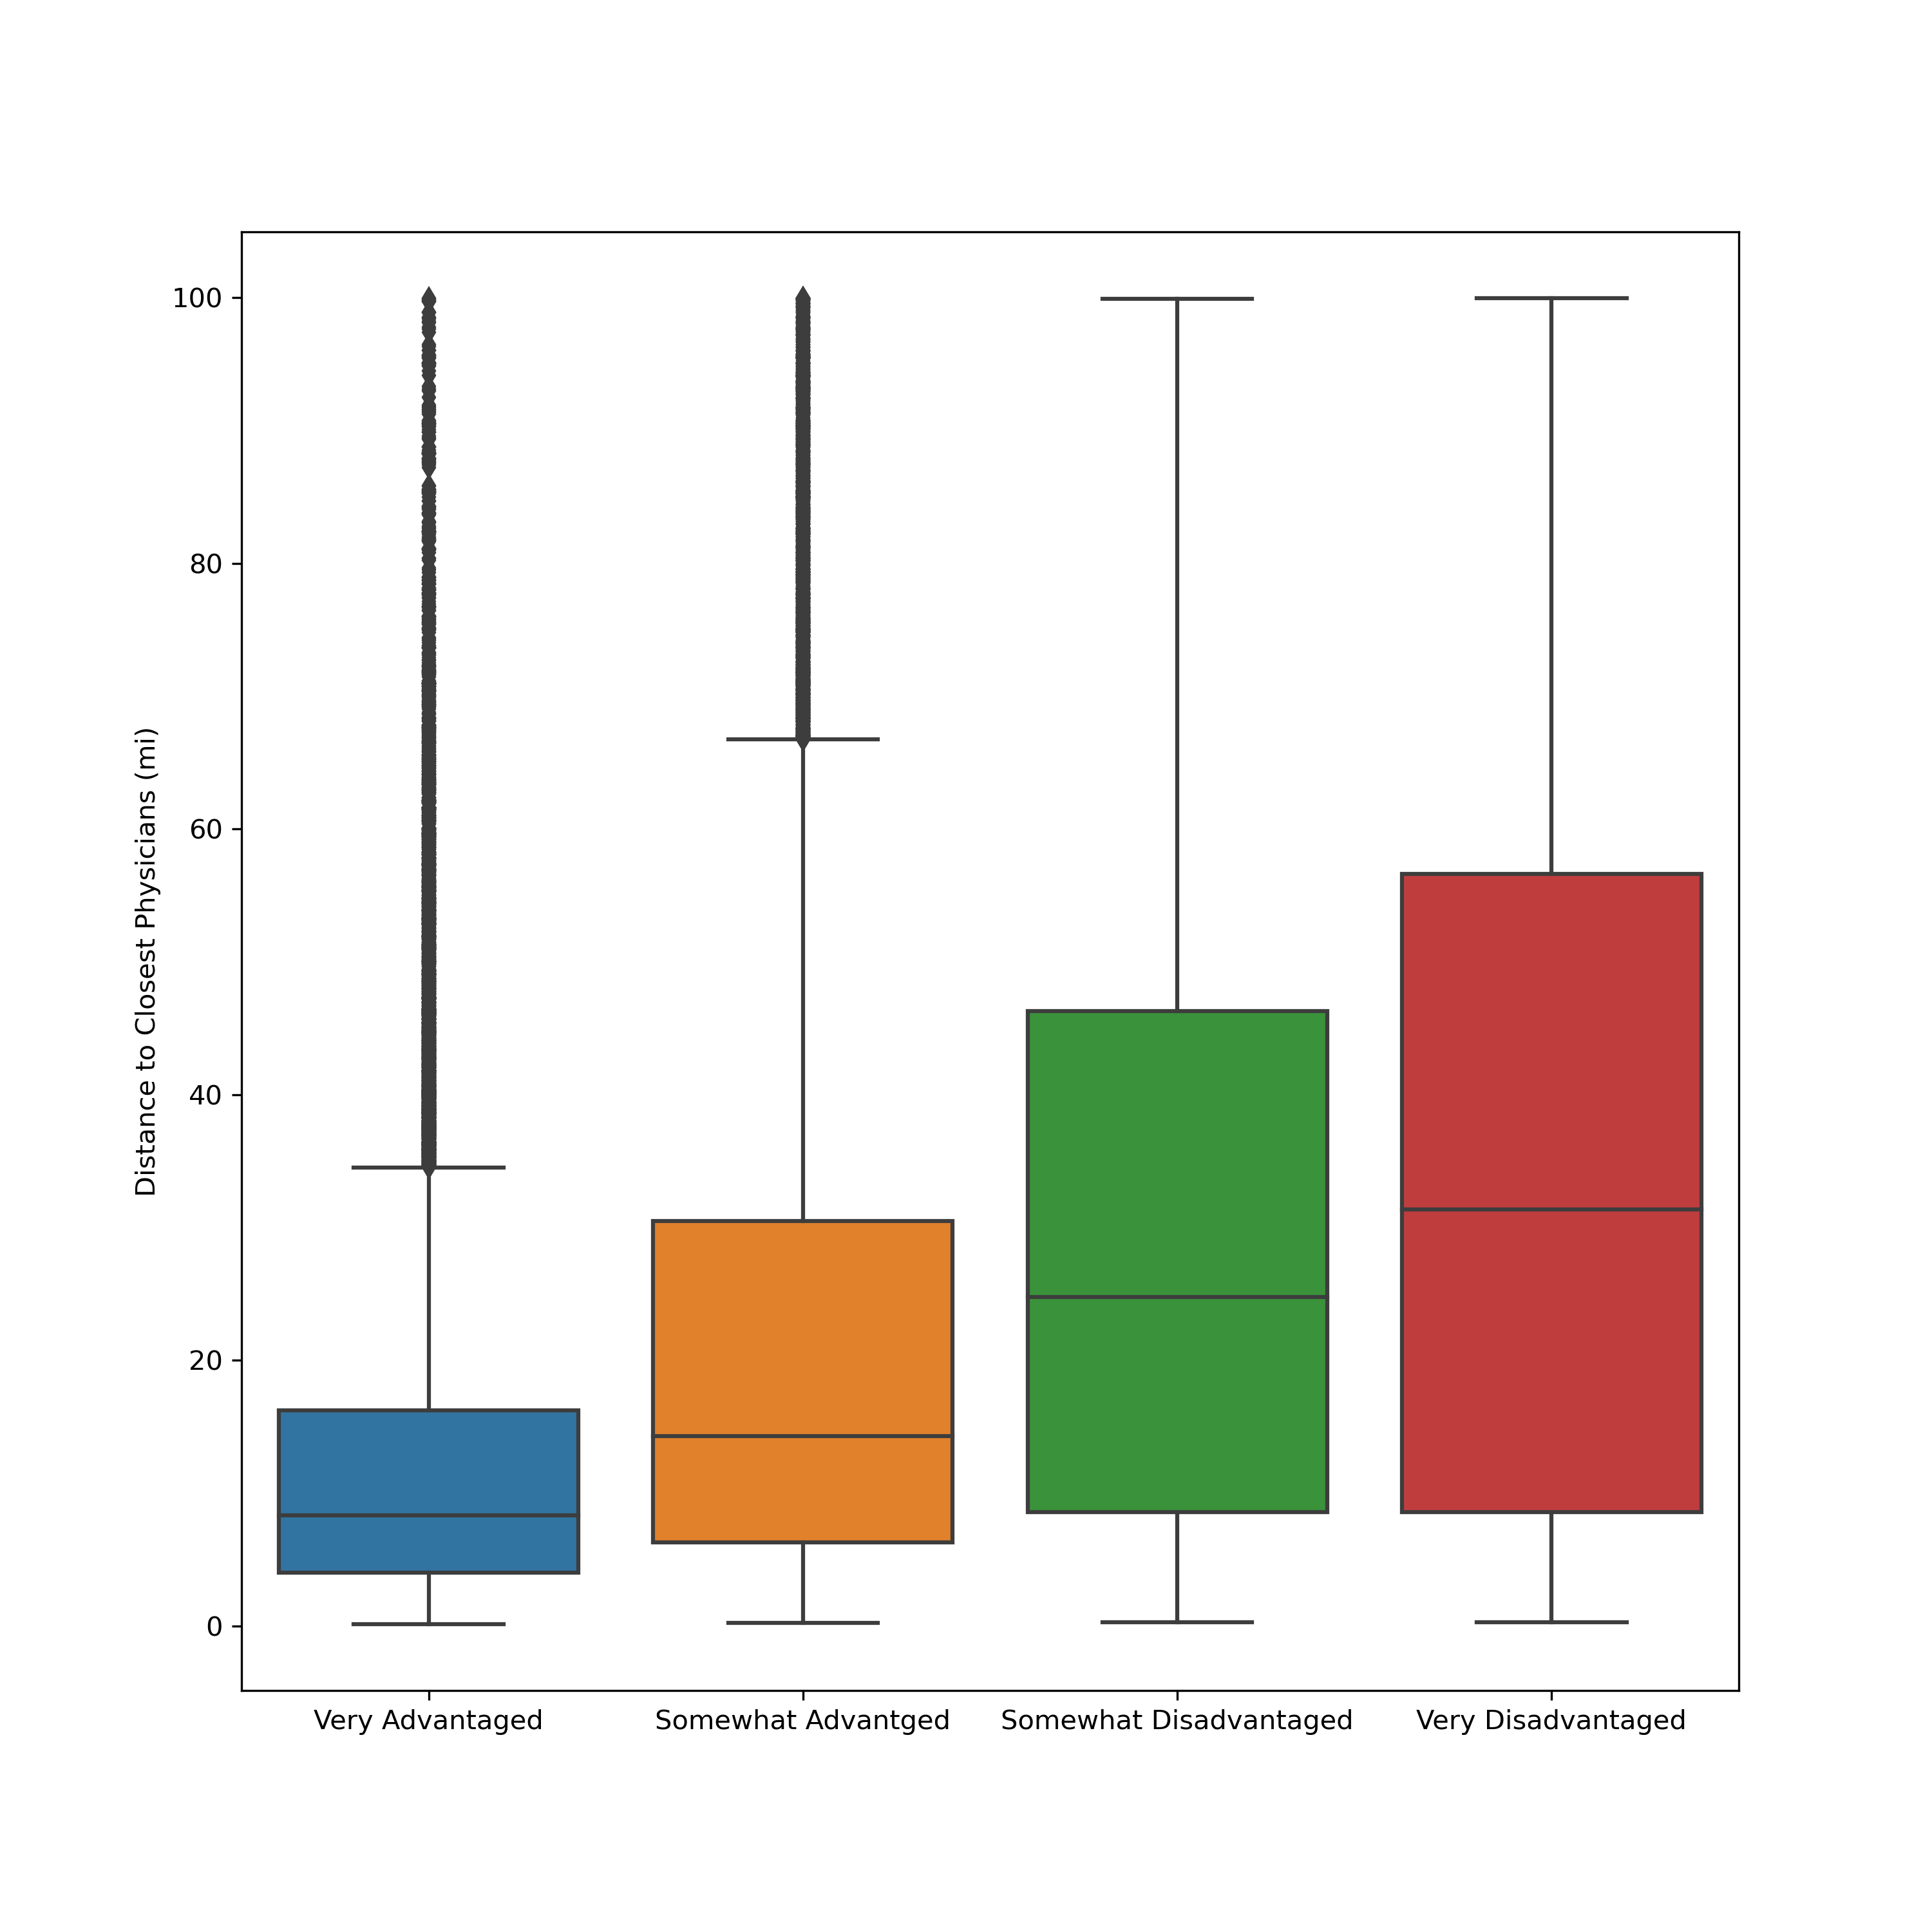 Distance to Closest Physicians (mi)
100
80
60
40
20
0
Very Advantaged
Somewhat Advantged
Somewhat Disadvantaged
Very Disadvantaged